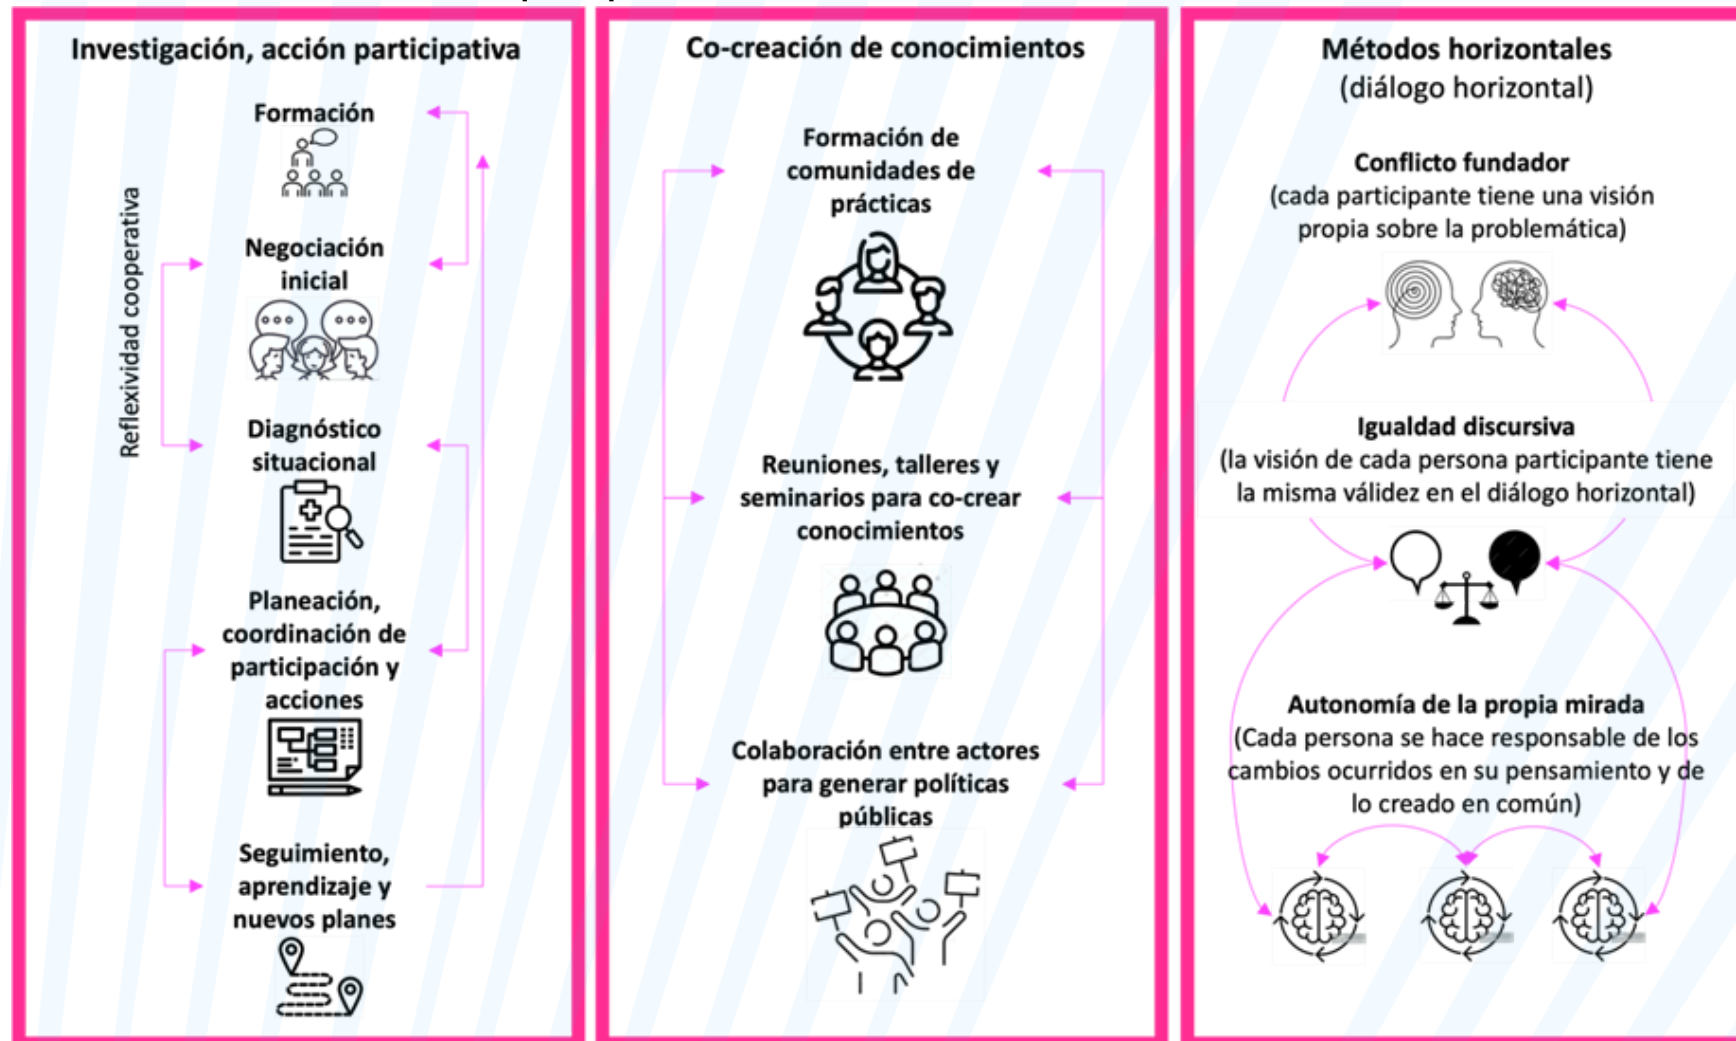 Investigación, acción participativa
Formación
Reflexividad cooperativa
Negociación
inicial
Diagnóstico
situacional
Planeación,
coordinación de
participación y
acciones
Seguimiento,
aprendizaje y
nuevos planes
Co-creación de conocimientos
Formación de
comunidades de
prácticas
Reuniones, talleres y
seminarios para co-crear
conocimientos
Colaboración entre actores
para generar políticas
públicas
Métodos horizontales
(diálogo horizontal)
Conflicto fundador
(cada participante tiene una visión
propia sobre la problemática)
Igualdad discursiva
(la visión de cada persona participante tiene
la misma válidez en el diálogo horizontal)
Autonomía de la propia mirada
(Cada persona se hace responsable de los
cambios ocurridos en su pensamiento y de
lo creado en común)